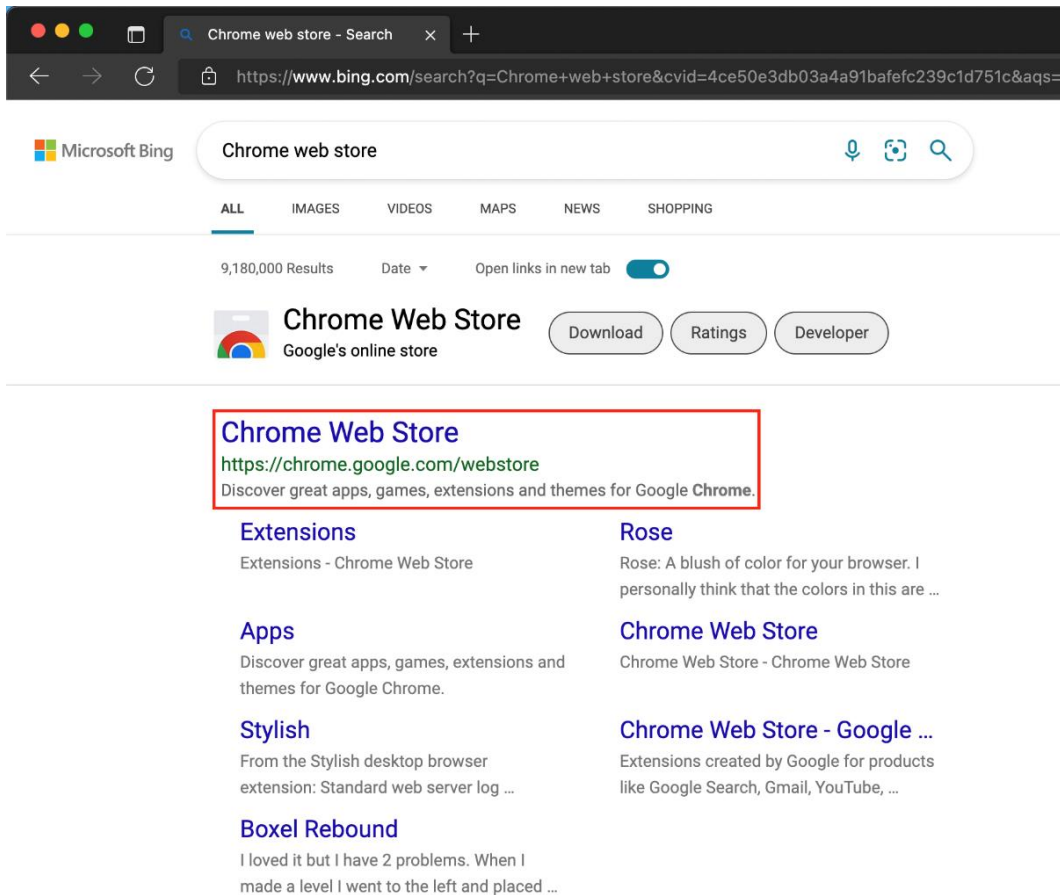 Chrome web store - Search
https://www.bing.com/search?q=Chrome+web+store&cvid=4ce50e3db03a4a91bafefc239c1d751c&aqs=
Microsoft Bing
Chrome web store
ALL IMAGES VIDEOS MAPS NEWS SHOPPING
9,180,000 Results Date Open links in new tab
Chrome Web Store
Google's online store
Download Ratings Developer
Chrome Web Store
https://chrome.google.com/webstore
Discover great apps, games, extensions and themes for Google Chrome.
Extensions
Extensions - Chrome Web Store
Rose
Rose: A blush of color for your browser. I
personally think that the colors in this are ...
Apps
Discover great apps, games, extensions and
themes for Google Chrome.
Chrome Web Store
Chrome Web Store - Chrome Web Store
Stylish
From the Stylish desktop browser
extension: Standard web server log ...
Chrome Web Store - Google ...
Extensions created by Google for products
like Google Search, Gmail, YouTube, ...
Boxel Rebound
I loved it but I have 2 problems. When I
made a level I went to the left and placed ...